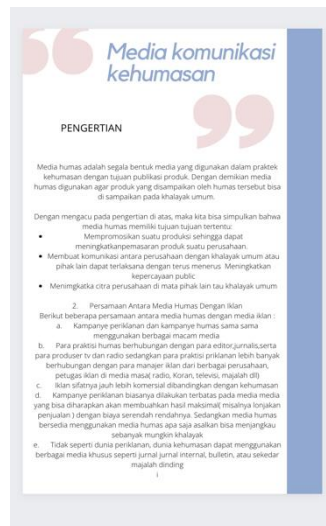 Media komunikasi
kehumasan
PENGERTIAN
Media humas adalah segala bentuk media yang digunakan dalam praktek
kehumasan dengan tujuan publikasi produk. Dengan demikian media
humas digunakan agar produk yang disampaikan oleh humas tersebut bisa
di sampaikan pada khalayak umum.
Dengan mengacu pada pengertian di atas, maka kita bisa simpulkan bahwa
media humas memiliki tujuan tujuan tertentu:
• Mempromosikan suatu produksi sehingga dapat
meningkatkanpemasaran produk suatu perusahaan.
• Membuat komunikasi antara perusahaan dengan khalayak umum atau
pihak lain dapat terlaksana dengan terus menerus Meningkatkan
kepercayaan public
• Menimgkatka citra perusahaan di mata pihak lain tau khalayak umum
2. Persamaan Antara Media Humas Dengan Iklan
Berikut beberapa persamaan antara media humas dengan media iklan :
a. Kampanye periklanan dan kampanye humas sama sama
menggunakan berbagai macam media
b. Para praktisi humas berhubungan dengan para editor,jurnalis,serta
para produser tv dan radio sedangkan para praktisi priklanan lebih banyak
berhubungan dengan para manajer iklan dari berbagai perusahaan,
petugas iklan di media masa( radio, Koran, televisi, majalah dll)
c. Iklan sifatnya jauh lebih komersial dibandingkan dengan kehumasan
d. Kampanye periklanan biasanya dilakukan terbatas pada media media
yang bisa diharapkan akan membuahkan hasil maksimal( misalnya lonjakan
penjualan ) dengan biaya serendah rendahnya. Sedangkan media humas
bersedia menggunakan media humas apa saja asalkan bisa menjangkau
sebanyak mungkin khalayak
e. Tidak seperti dunia periklanan, dunia kehumasan dapat menggunakan
berbagai media khusus seperti jurnal jurnal internal, bulletin, atau sekedar
majalah dinding
i